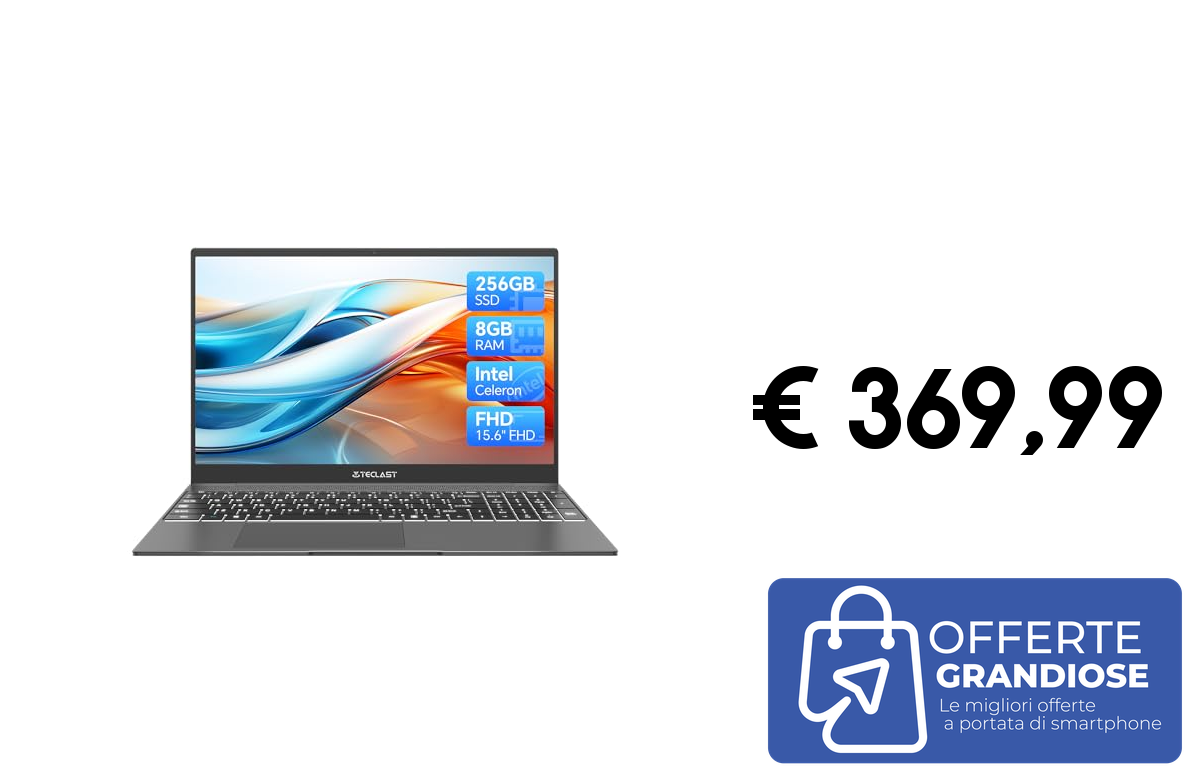 256GB
SSD
8GB
RAM
Intel
Celeron
FHD
15.6" FHD
TECLAST
€ 369,99
OFFERTE
GRANDIOSE
Le migliori offerte
a portata di smartphone